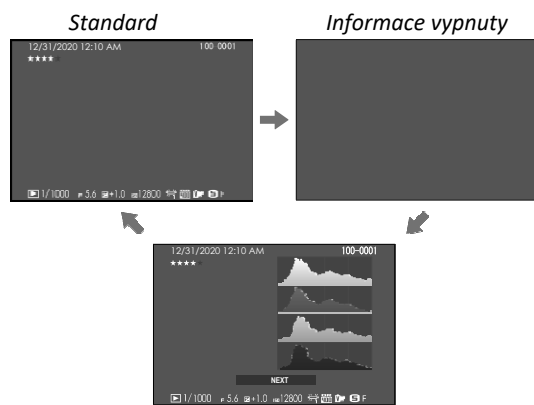 Standard
Informace vypnuty
12/31/2020 12:10 AM 100-0001
★★★★
1/1000 F 5.6 +1.0 12800 F
12/31/2020 12:10 AM 100-0001
★★★★
NEXT
1/1000 F 5.6 +1.0 12800 F